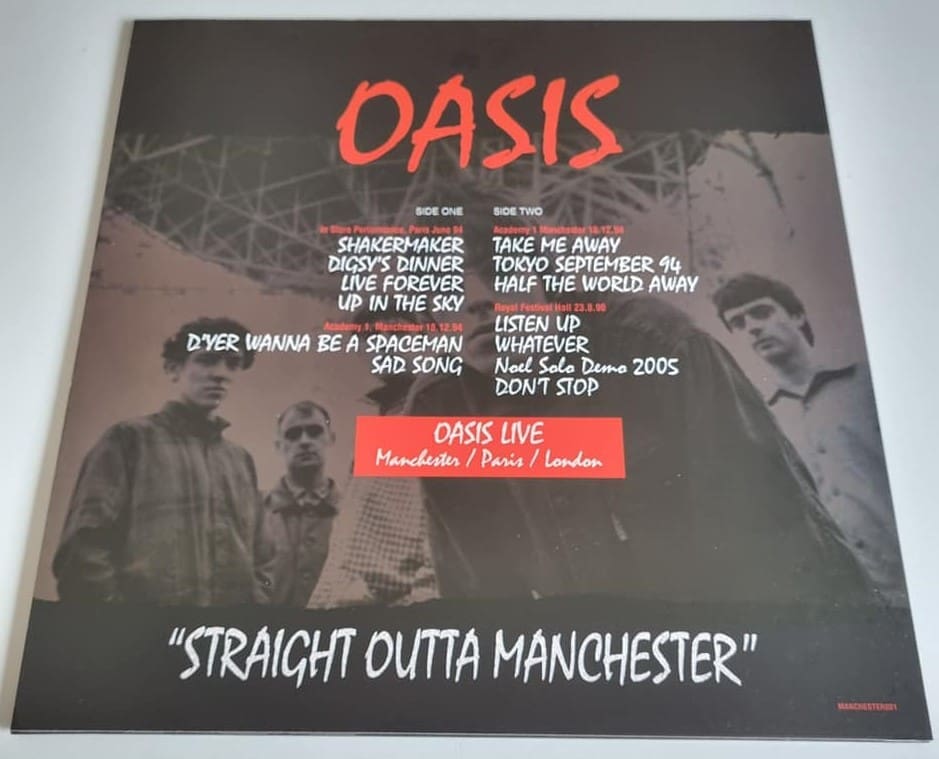 OASIS
SIDE ONE
In Store Performance, Paris June 94
SHAKERMAKER
DIGSY'S DINNER
LIVE FOREVER
UP IN THE SKY
Academy 1, Manchester 18.12.94
D'YER WANNA BE A SPACEMAN
SAD SONG
SIDE TWO
Academy 1 Manchester 18.12.94
TAKE ME AWAY
TOKYO SEPTEMBER 94
HALF THE WORLD AWAY
Royal Festival Hall
LISTEN UP
WHATEVER
Noel Solo Demo 2005
DON'T STOP
OASIS LIVE
Manchester / Paris / London
"STRAIGHT OUTTA MANCHESTER"
MANCHESTER001